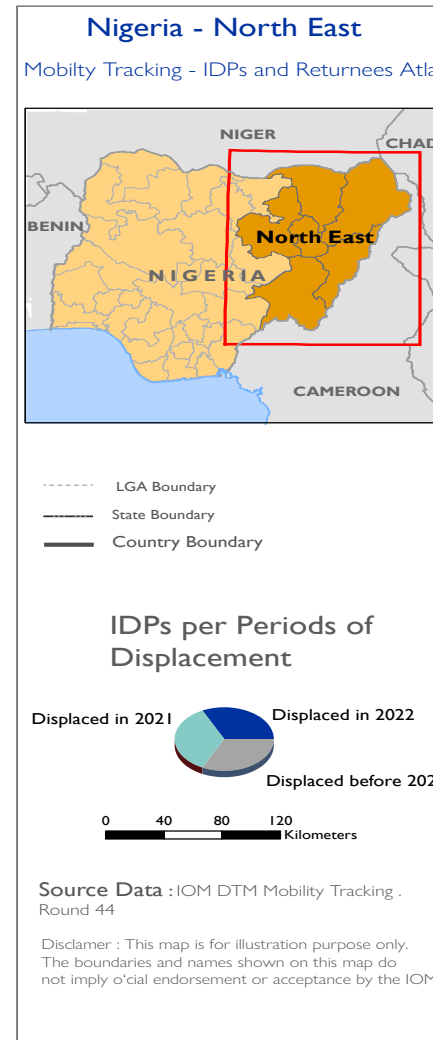 Nigeria - North East
Mobilty Tracking - IDPs and Returnees Atla
NIGER
CHAD
BENIN
North East
NIGERIA
CAMEROON
LGA Boundary
State Boundary
Country Boundary
IDPs per Periods of
Displacement
Displaced in 2021
Displaced in 2022
Displaced before 202
0 40 80 120
Kilometers
Source Data : IOM DTM Mobility Tracking .
Round 44
Disclamer : This map is for illustration purpose only.
The boundaries and names shown on this map do
not imply o‘cial endorsement or acceptance by the IOM